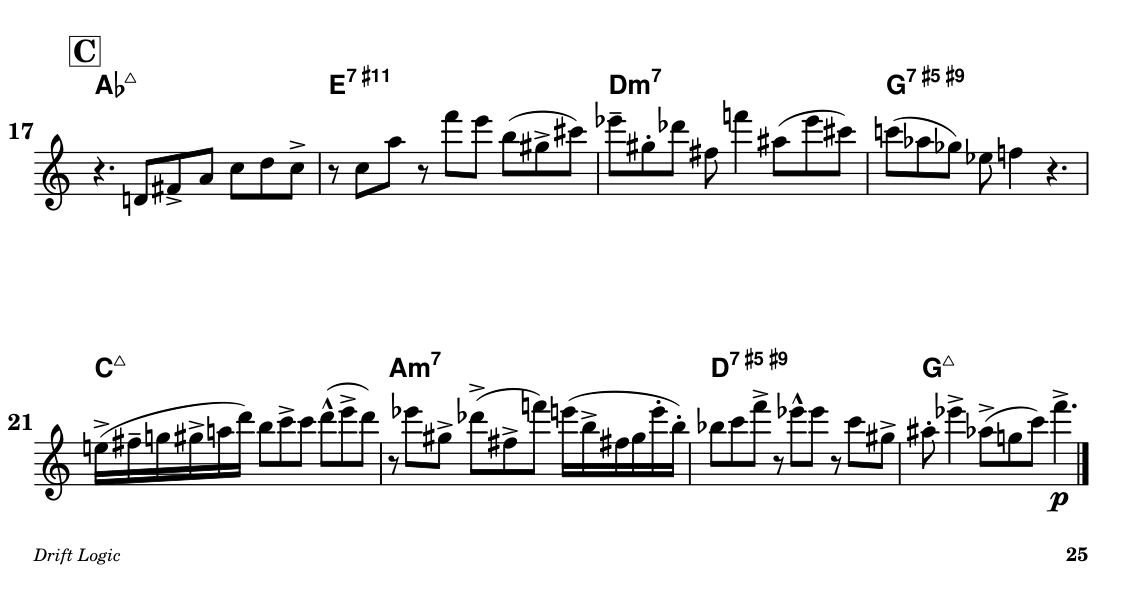 C
A♭△ E7 ♯11 Dm7 G7 ♯5 ♯9
17
C△ Am7 D7 ♯5 ♯9 G△
21
p
Drift Logic 25